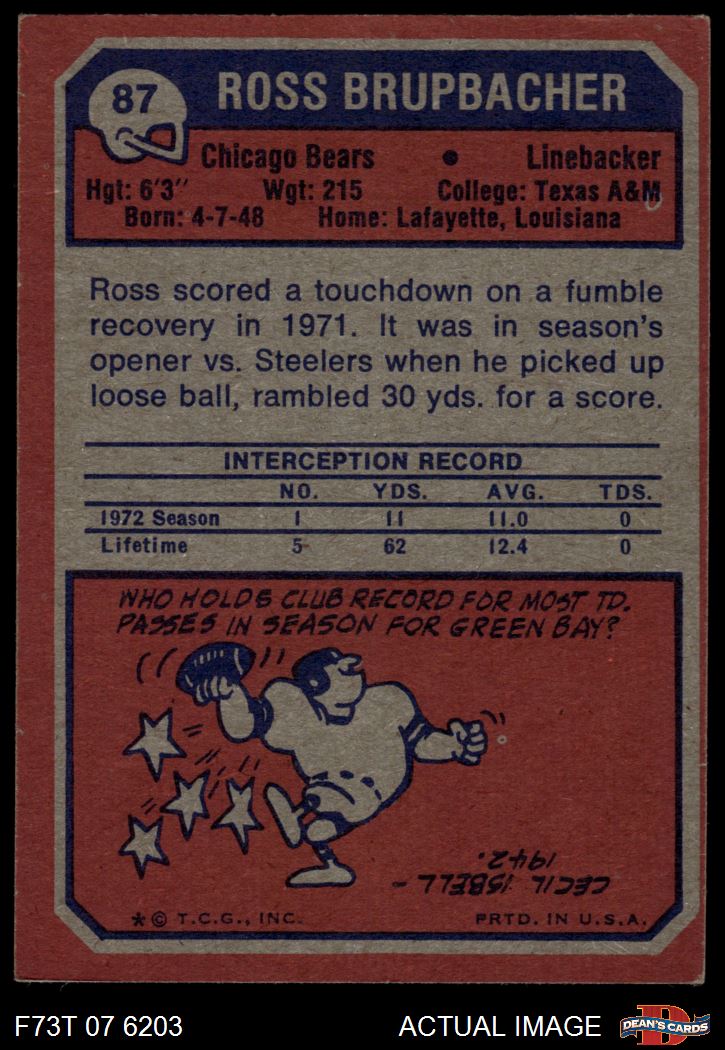 87
ROSS BRUPBACHER
Chicago Bears • Linebacker
Hgt: 6'3" Wgt: 215 College: Texas A&M
Born: 4-7-48 Home: Lafayette, Louisiana
Ross scored a touchdown on a fumble
recovery in 1971. It was in season's
opener vs. Steelers when he picked up
loose ball, rambled 30 yds. for a score.
INTERCEPTION RECORD
NO. YDS. AVG. TDS.
1972 Season 1 11 11.0 0
Lifetime 5 62 12.4 0
WHO HOLDS CLUB RECORD FOR MOST TD.
PASSES IN SEASON FOR GREEN BAY?
CECIL ISBELL -
1942.
* © T.C.G., INC. PRTD. IN U.S.A.
F73T 07 6203 ACTUAL IMAGE
D
DEAN'S CARDS